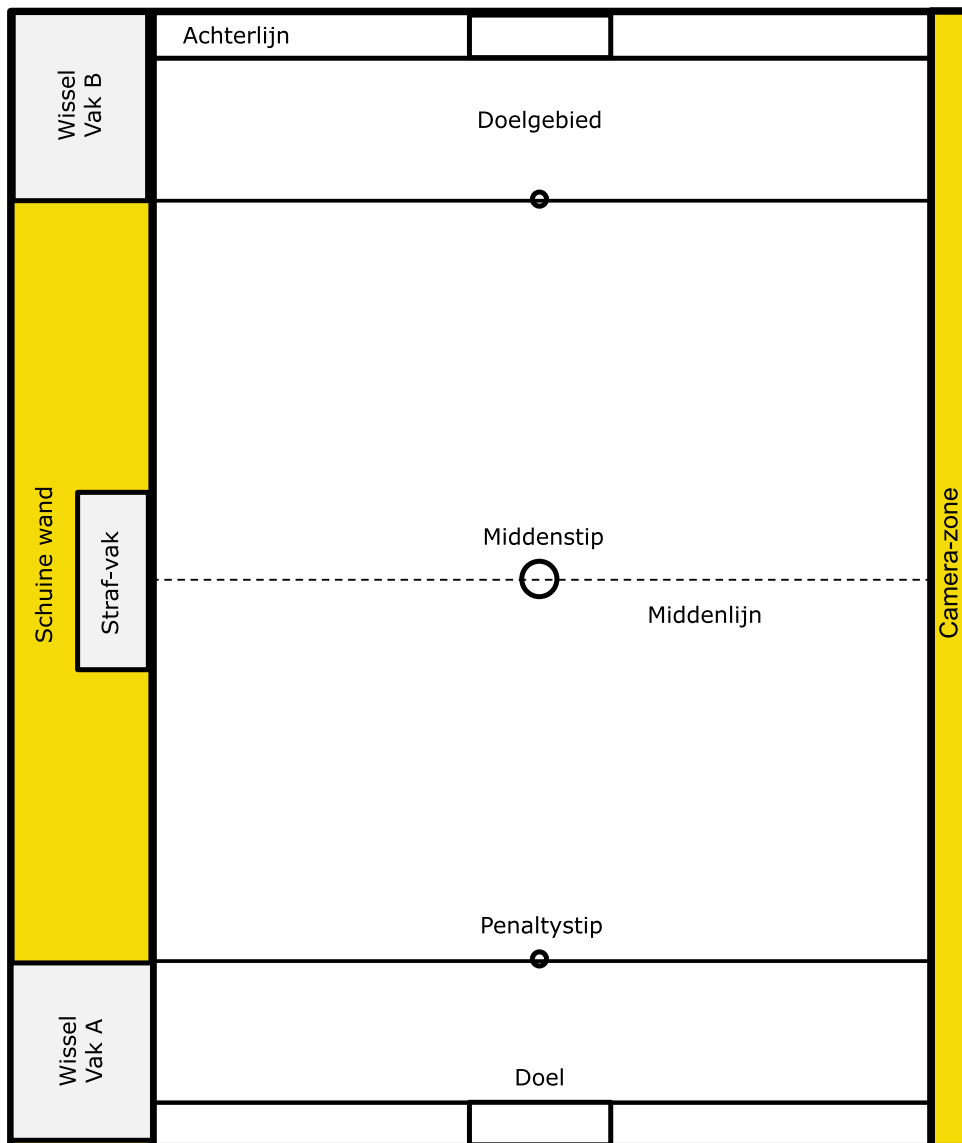 Achterlijn
Wissel
Vak B
Doelgebied
Schuine wand
Straf-vak
Middenstip
Middenlijn
Camera-zone
Penaltystip
Wissel
Vak A
Doel